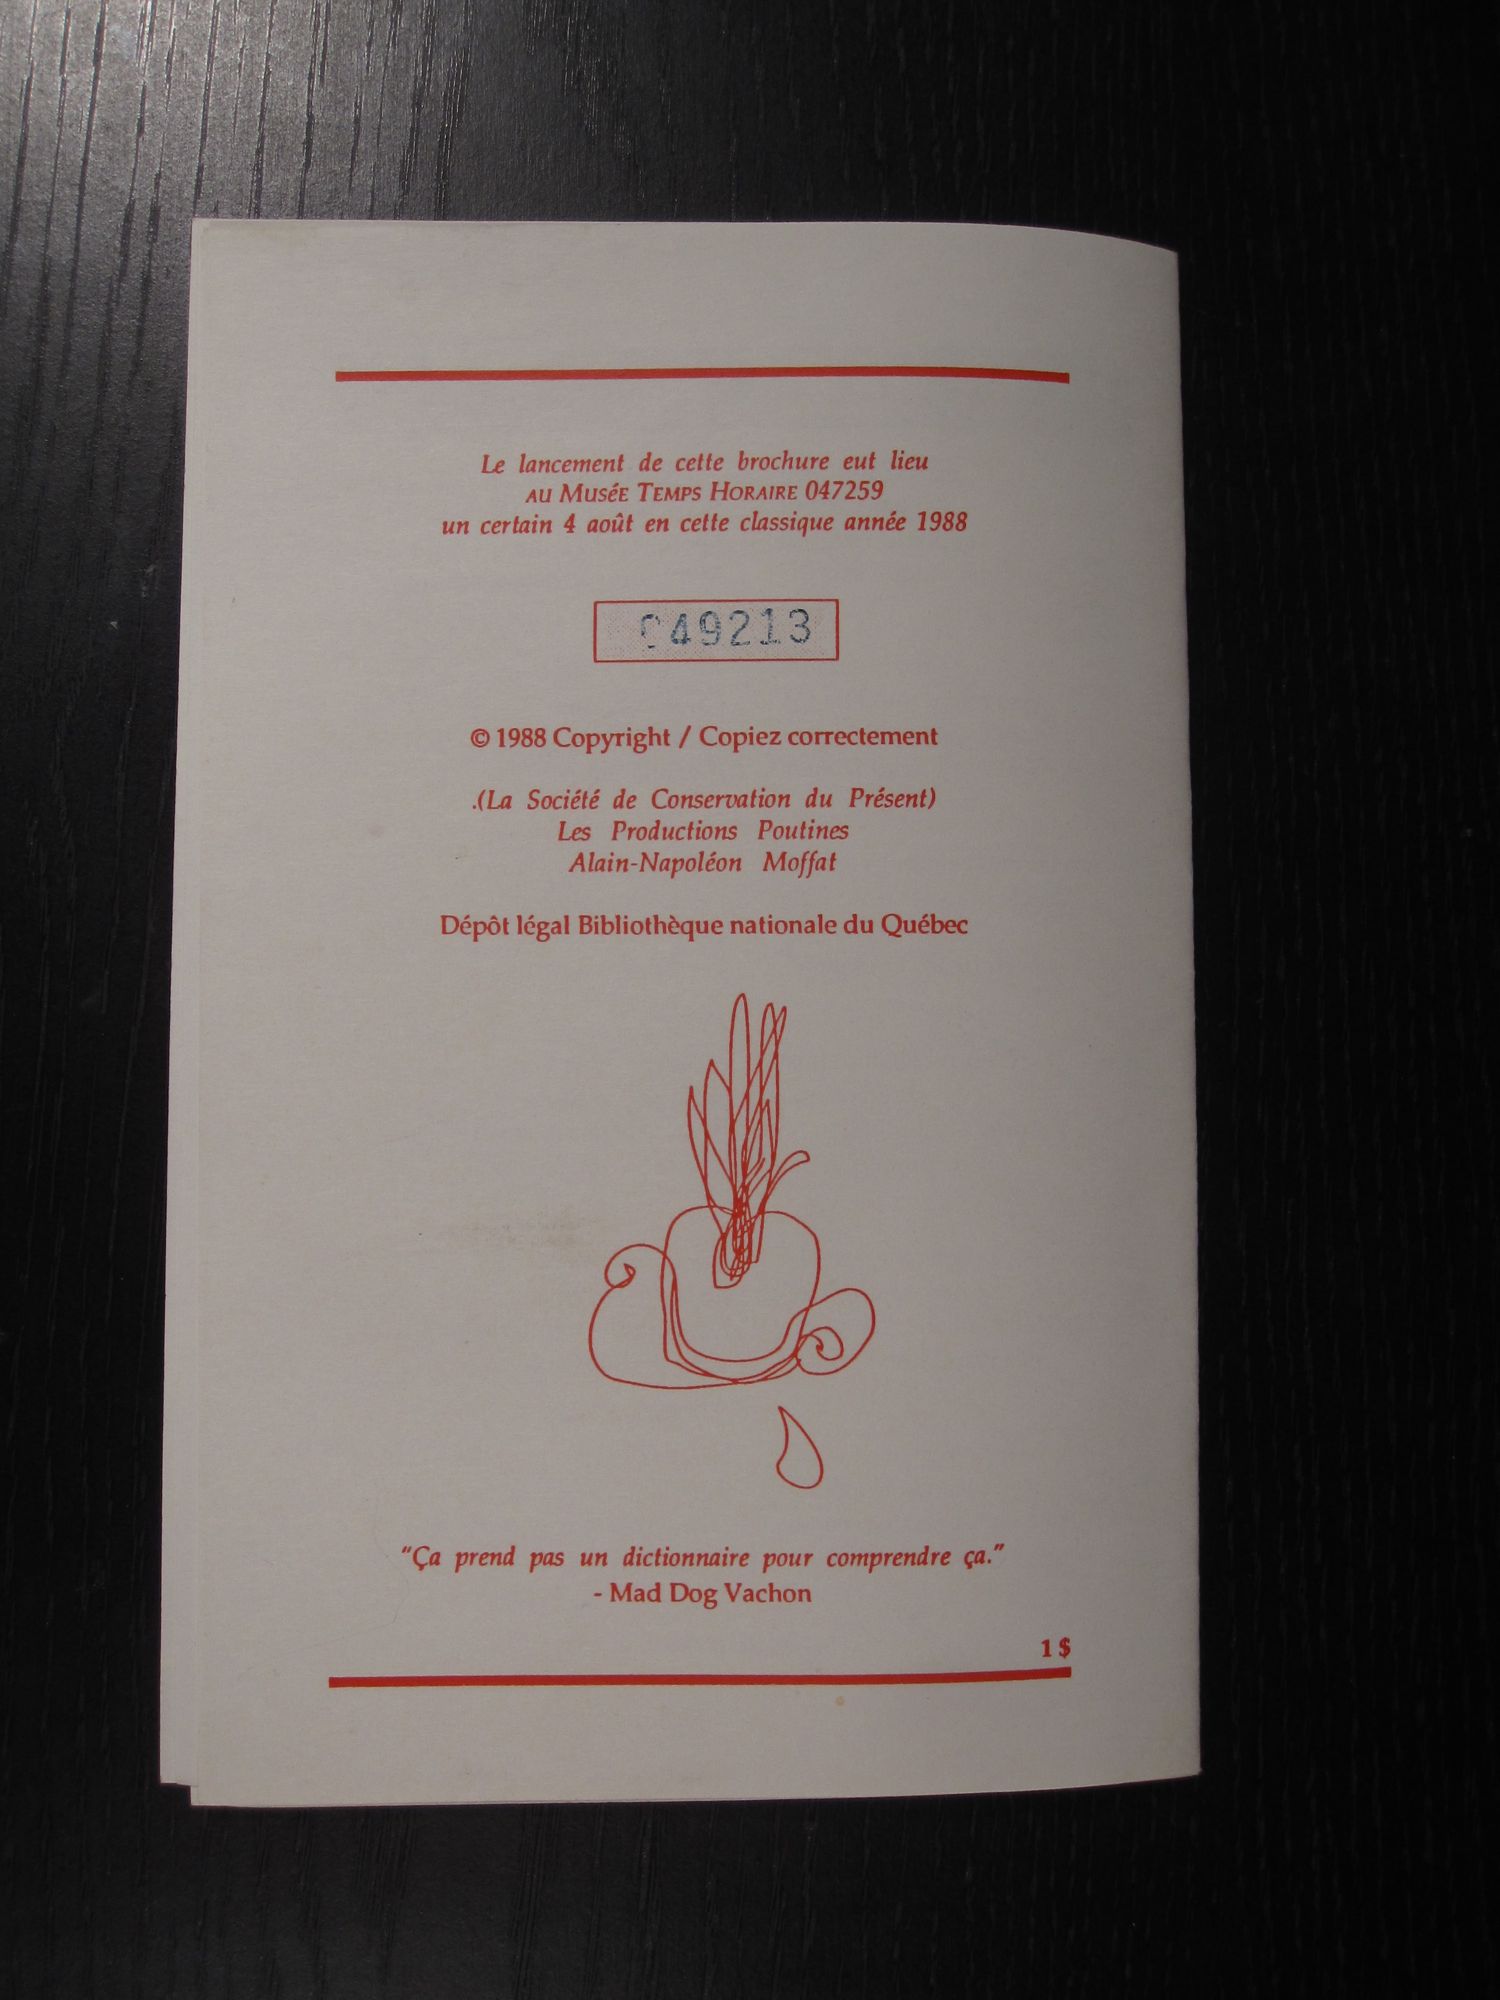 Le lancement de cette brochure eut lieu
AU MUSéE TEMPS HORAIRE 047259
un certain 4 août en cette classique année 1988
049213
© 1988 Copyright / Copiez correctement
.(La Société de Conservation du Présent)
Les Productions Poutines
Alain-Napoléon Moffat
Dépôt légal Bibliothèque nationale du Québec
"Ça prend pas un dictionnaire pour comprendre ça."
- Mad Dog Vachon
1 $